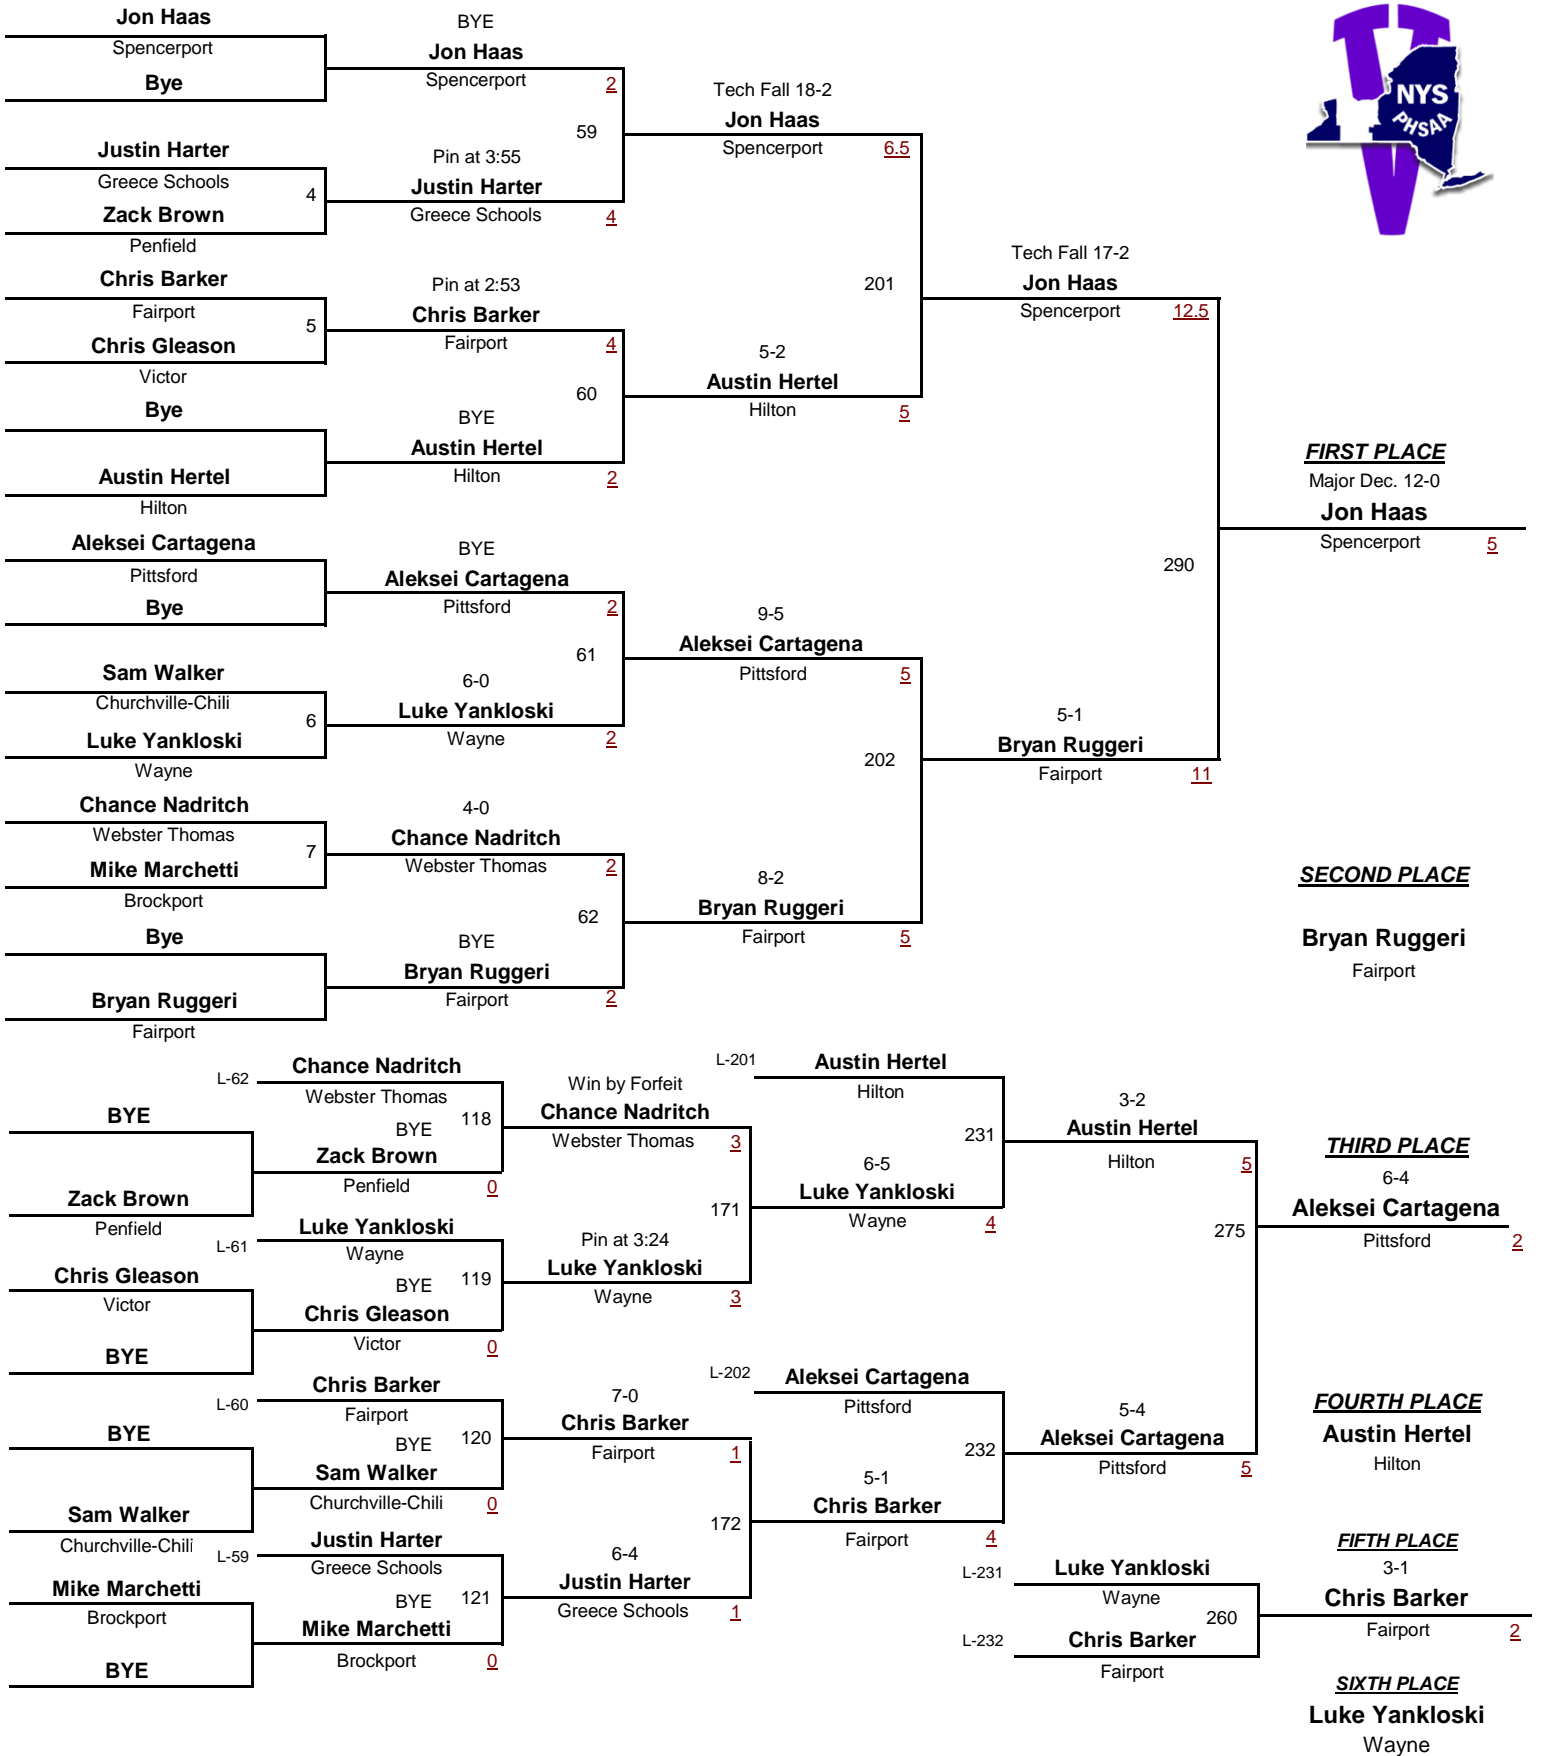 Jon Haas
Spencerport
Bye
Justin Harter
Greece Schools
4
Zack Brown
Penfield
Chris Barker
Fairport
5
Chris Gleason
Victor
Bye
Austin Hertel
Hilton
Aleksei Cartagena
Pittsford
Bye
Sam Walker
Churchville-Chili
6
Luke Yankloski
Wayne
Chance Nadritch
Webster Thomas
7
Mike Marchetti
Brockport
Bye
Bryan Ruggeri
Fairport
BYE
Jon Haas
Spencerport
2
59
Pin at 3:55
Justin Harter
Greece Schools
4
Pin at 2:53
Chris Barker
Fairport
4
60
BYE
Austin Hertel
Hilton
2
BYE
Aleksei Cartagena
Pittsford
2
61
6-0
Luke Yankloski
Wayne
2
4-0
Chance Nadritch
Webster Thomas
2
62
BYE
Bryan Ruggeri
Fairport
2
Tech Fall 18-2
Jon Haas
Spencerport
6.5
201
5-2
Austin Hertel
Hilton
5
9-5
Aleksei Cartagena
Pittsford
5
202
8-2
Bryan Ruggeri
Fairport
5
Tech Fall 17-2
Jon Haas
Spencerport
12.5
290
5-1
Bryan Ruggeri
Fairport
11
NYS
PHSAA
FIRST PLACE
Major Dec. 12-0
Jon Haas
Spencerport
5
SECOND PLACE
Bryan Ruggeri
Fairport
BYE
Zack Brown
Penfield
Chris Gleason
Victor
BYE
BYE
Sam Walker
Churchville-Chili
Mike Marchetti
Brockport
BYE
L-62
Chance Nadritch
Webster Thomas
BYE
118
Zack Brown
Penfield
0
L-61
Luke Yankloski
Wayne
BYE
119
Chris Gleason
Victor
0
L-60
Chris Barker
Fairport
BYE
120
Sam Walker
Churchville-Chili
0
L-59
Justin Harter
Greece Schools
BYE
121
Mike Marchetti
Brockport
0
Win by Forfeit
Chance Nadritch
Webster Thomas
3
171
Pin at 3:24
Luke Yankloski
Wayne
3
7-0
Chris Barker
Fairport
1
172
6-4
Justin Harter
Greece Schools
1
L-201
Austin Hertel
Hilton
231
6-5
Luke Yankloski
Wayne
4
L-202
Aleksei Cartagena
Pittsford
232
5-1
Chris Barker
Fairport
4
3-2
Austin Hertel
Hilton
5
275
5-4
Aleksei Cartagena
Pittsford
5
THIRD PLACE
6-4
Aleksei Cartagena
Pittsford
2
FOURTH PLACE
Austin Hertel
Hilton
L-231
Luke Yankloski
Wayne
260
L-232
Chris Barker
Fairport
FIFTH PLACE
3-1
Chris Barker
Fairport
2
SIXTH PLACE
Luke Yankloski
Wayne